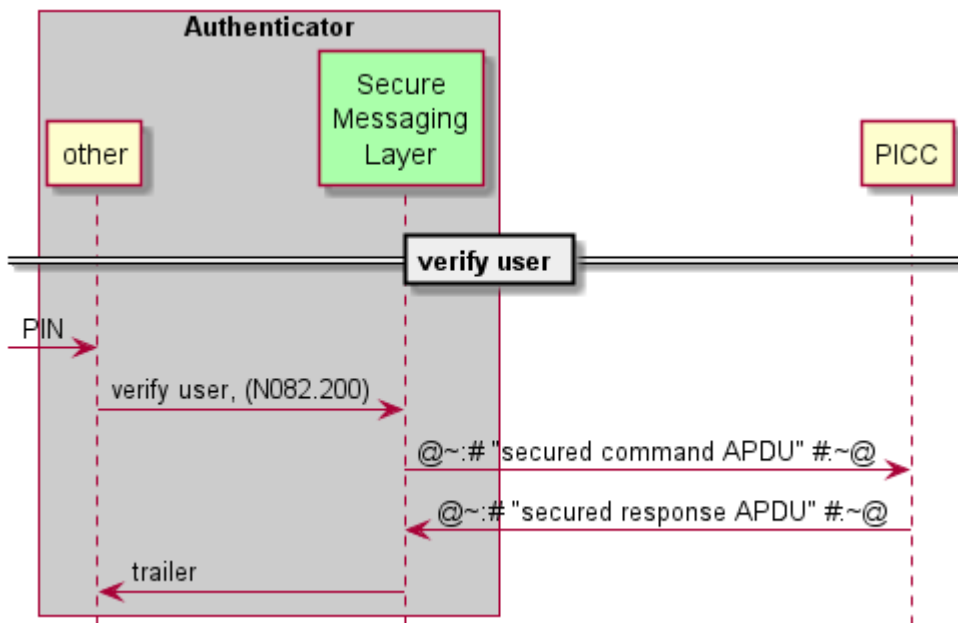 Authenticator
Secure
Messaging
Layer
other
PICC
verify user
PIN
verify user, (N082.200)
@~:# "secured command APDU" #:~@
@~:# "secured response APDU" #:~@
trailer